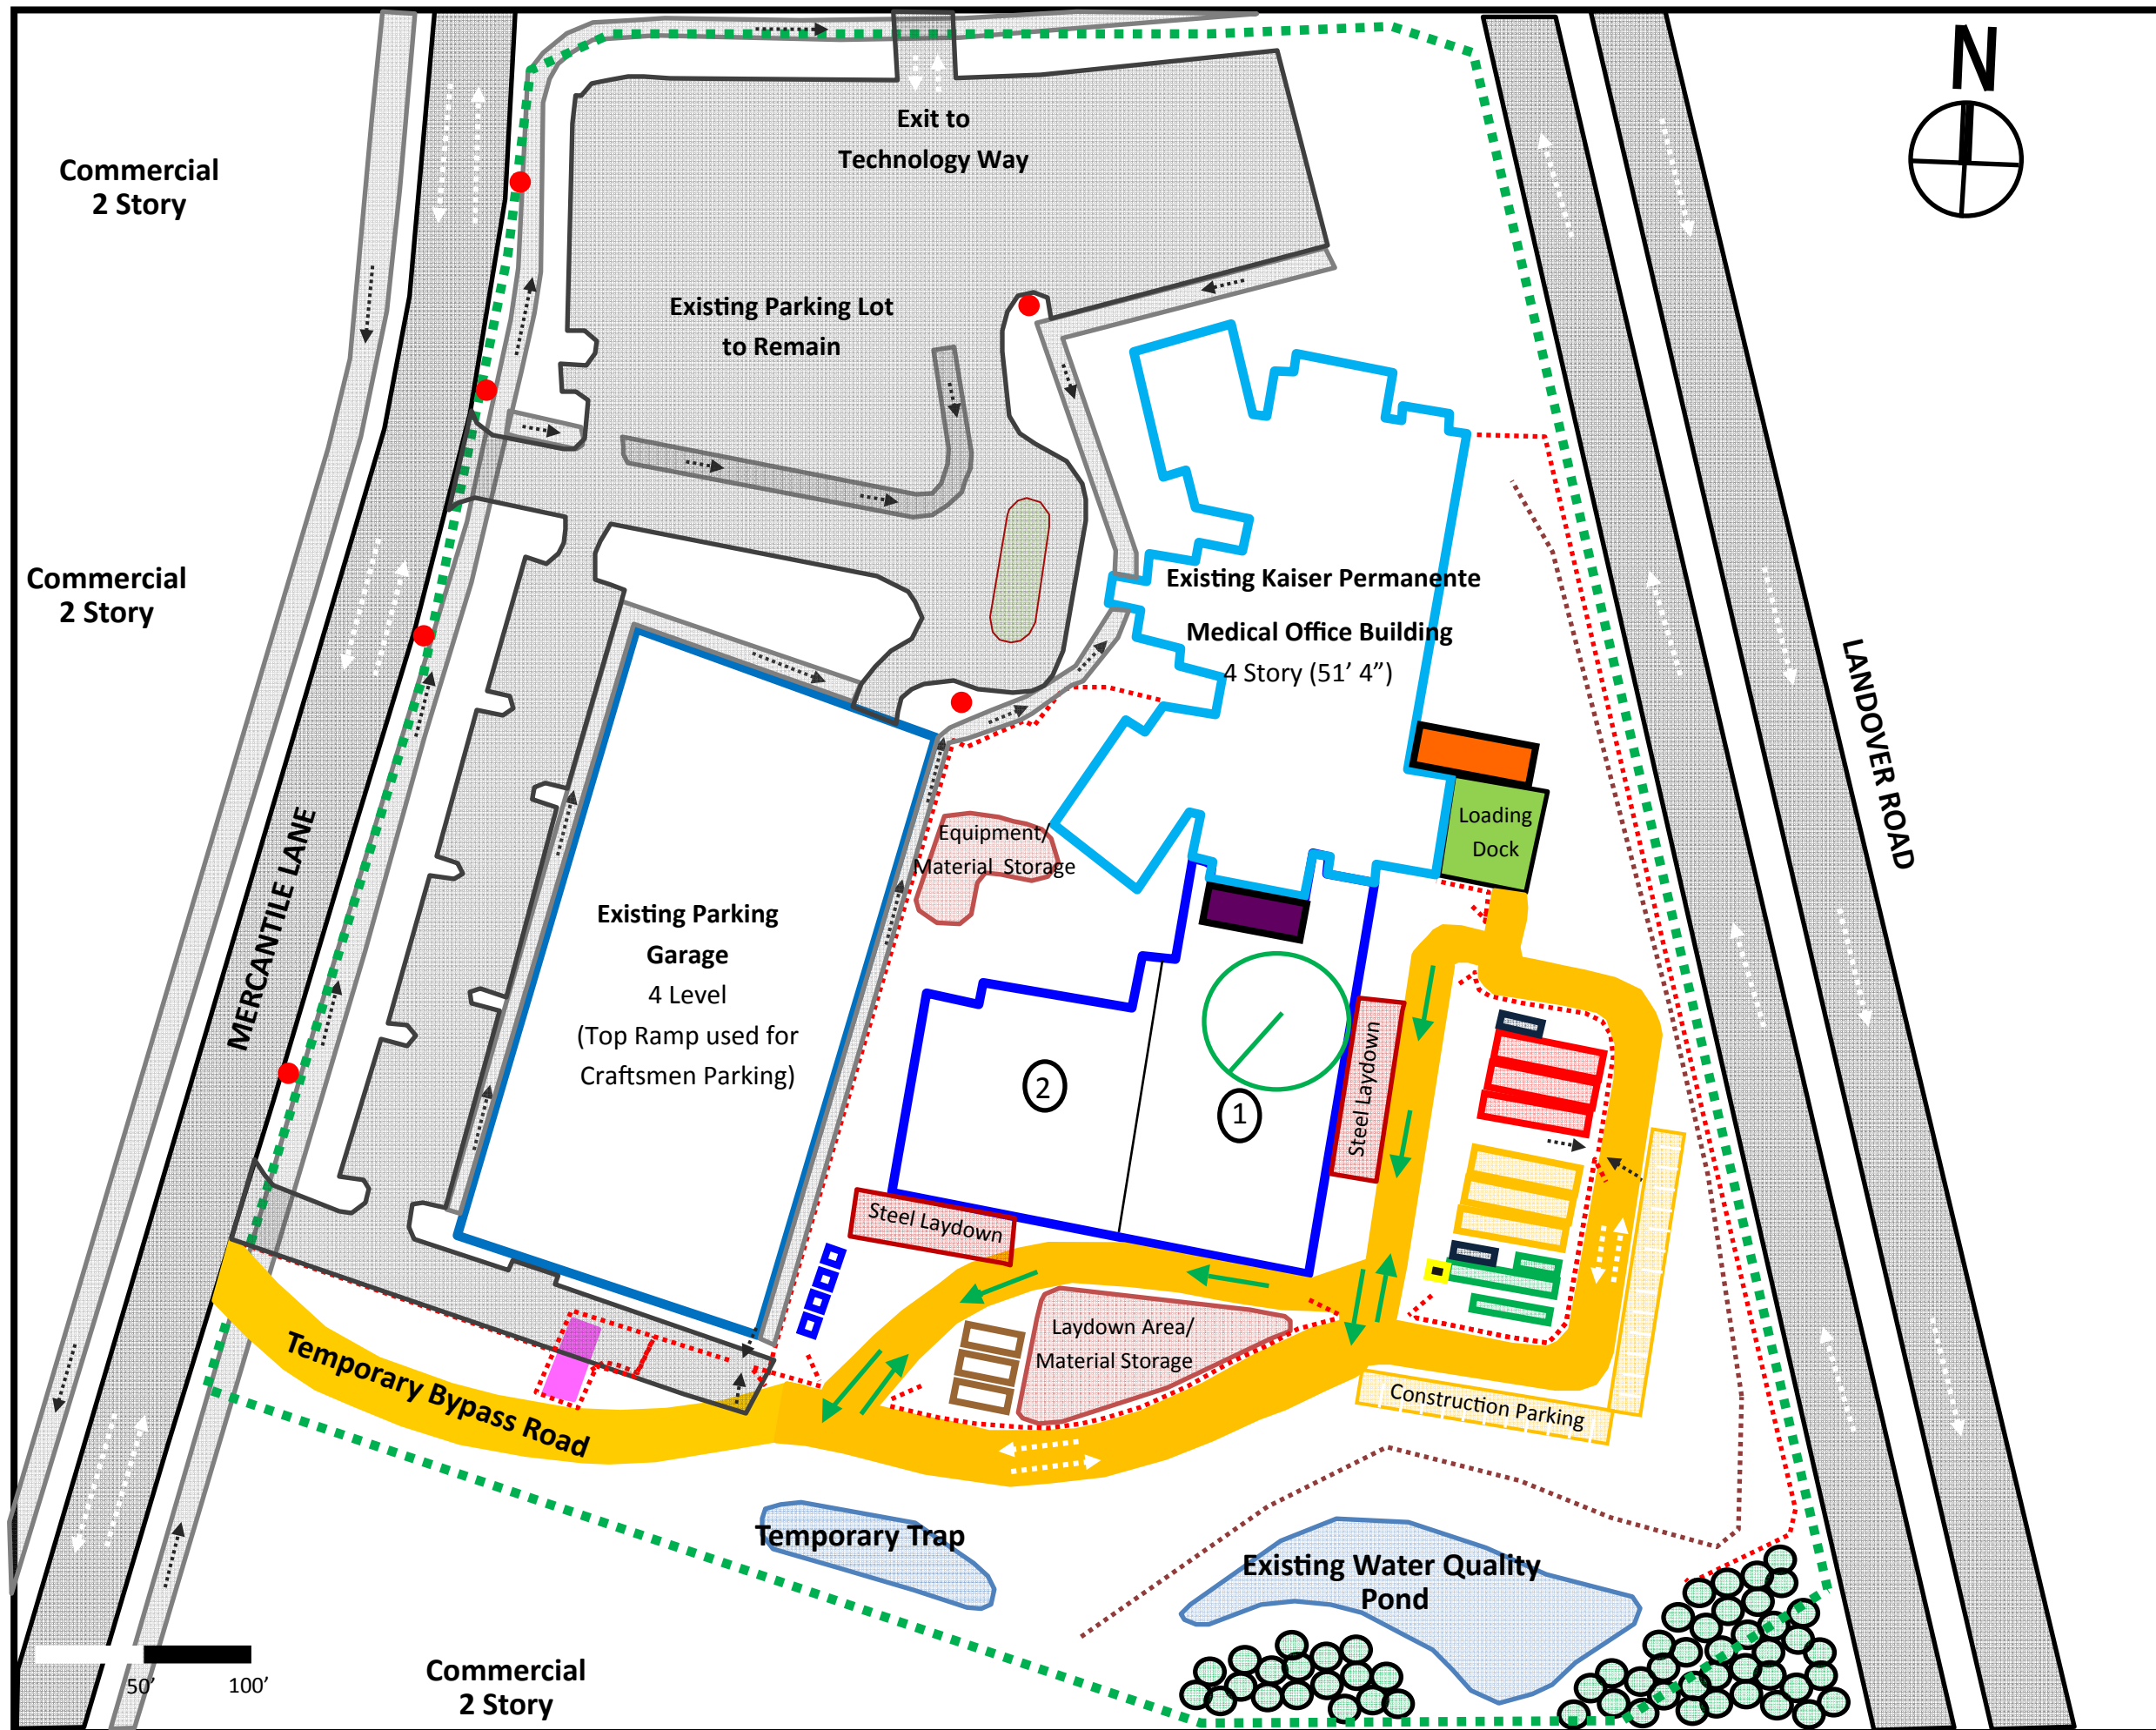 N
Commercial
2 Story
Exit to
Technology Way
Existing Parking Lot
to Remain
Commercial
2 Story
Existing Kaiser Permanente
Medical Office Building
4 Story (51’ 4”)
LANDOVER ROAD
MERCANTILE LANE
Loading
Dock
Equipment/
Material Storage
Existing Parking
Garage
4 Level
(Top Ramp used for
Craftsmen Parking)
2
1
Steel Laydown
Steel Laydown
Laydown Area/
Material Storage
Temporary Bypass Road
Construction Parking
Temporary Trap
Existing Water Quality
Pond
Commercial
2 Story
50’
100’